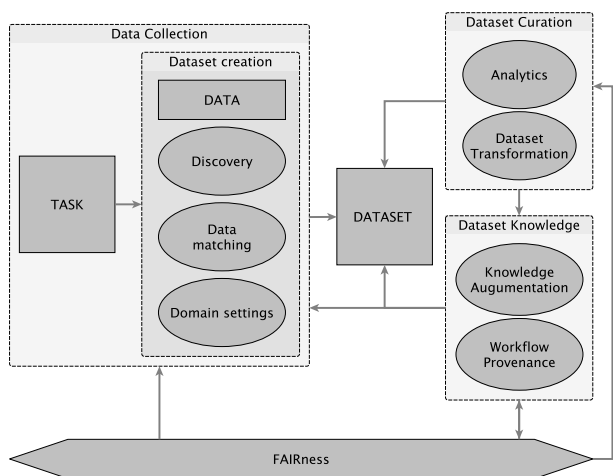 Data Collection
Dataset creation
DATA
Discovery
TASK
Data
matching
Domain settings
DATASET
Dataset Curation
Analytics
Dataset
Transformation
Dataset Knowledge
Knowledge
Augumentation
Workflow
Provenance
FAIRness